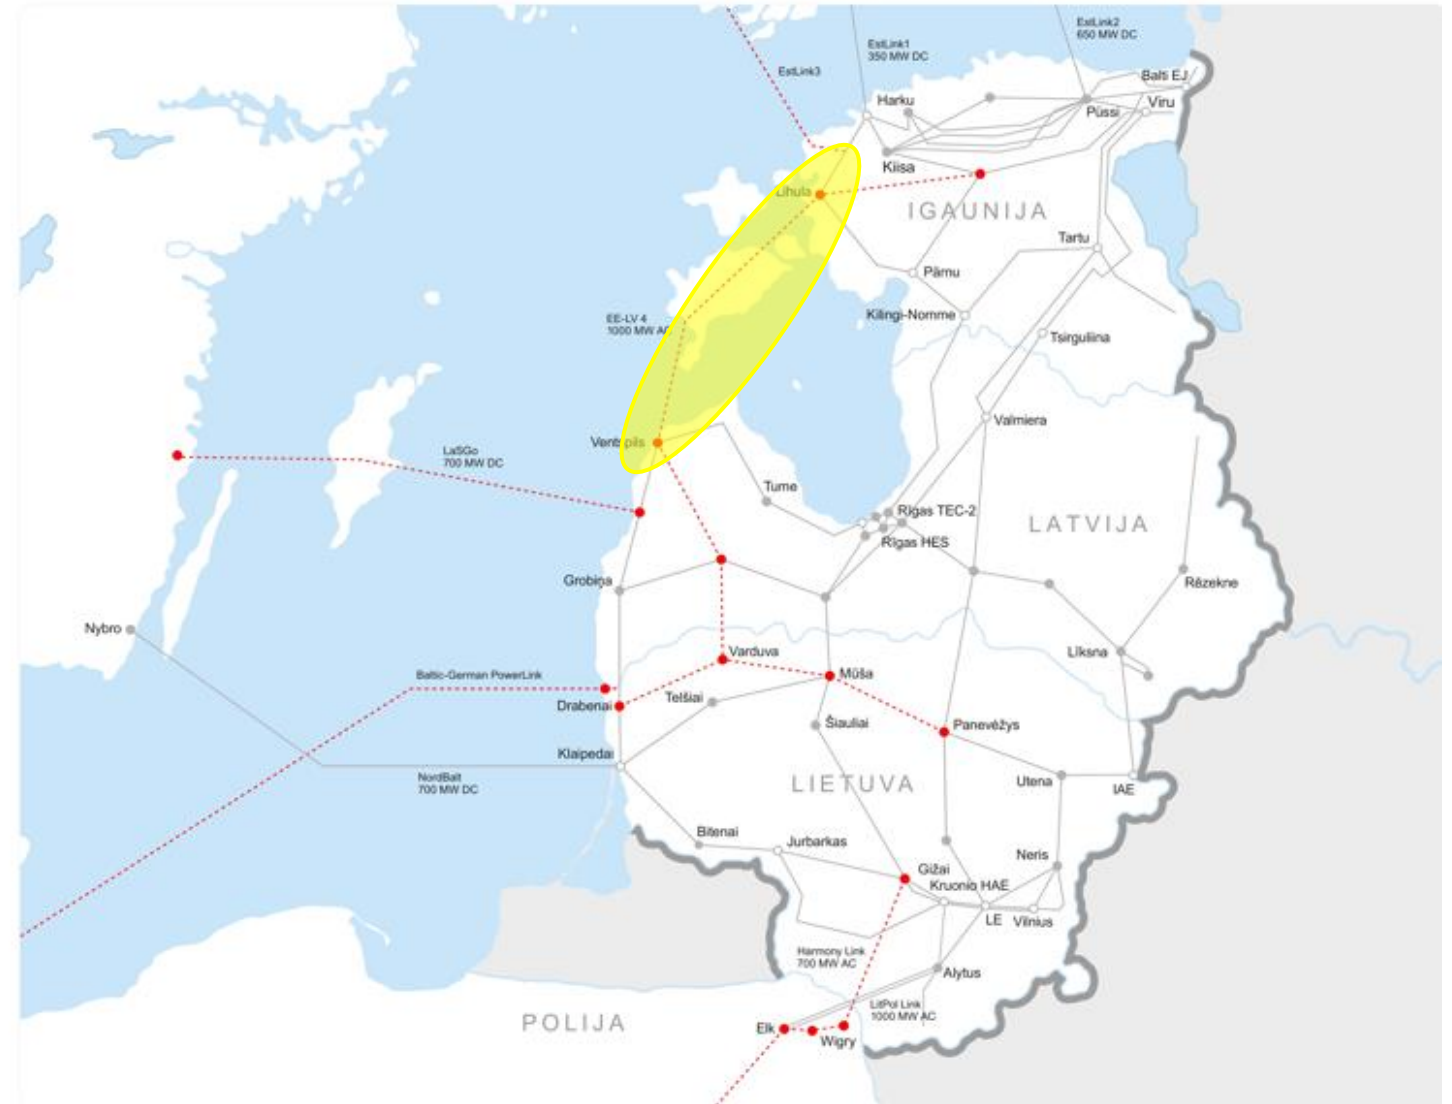 EstLink2
650 MW DC
EstLink1
350 MW DC
EstLink3
Balti EJ
Harku
Viru
Püssi
Kiisa
Lihula
IGAUNIJA
Tartu
Pärnu
EE-LV 4
1000 MW AC
Kilingi-Nomme
Tsirguliina
Valmiera
Ventspils
LaSGo
700 MW DC
Tume
Rīgas TEC-2
LATVIJA
Rīgas HES
Grobiņa
Rēzekne
Nybro
Varduva
Līksna
Baltic-German PowerLink
Mūša
Telšiai
Drabenai
Šiauliai
Panevėžys
Klaipedai
NordBalt
700 MW DC
LIETUVA
Utena
IAE
Bitenai
Jurbarkas
Neris
Gižai
Kruonio HAE
LE
Vilnius
Harmony Link
700 MW AC
Alytus
LitPol Link
1000 MW AC
POLIJA
Elk
Wigry